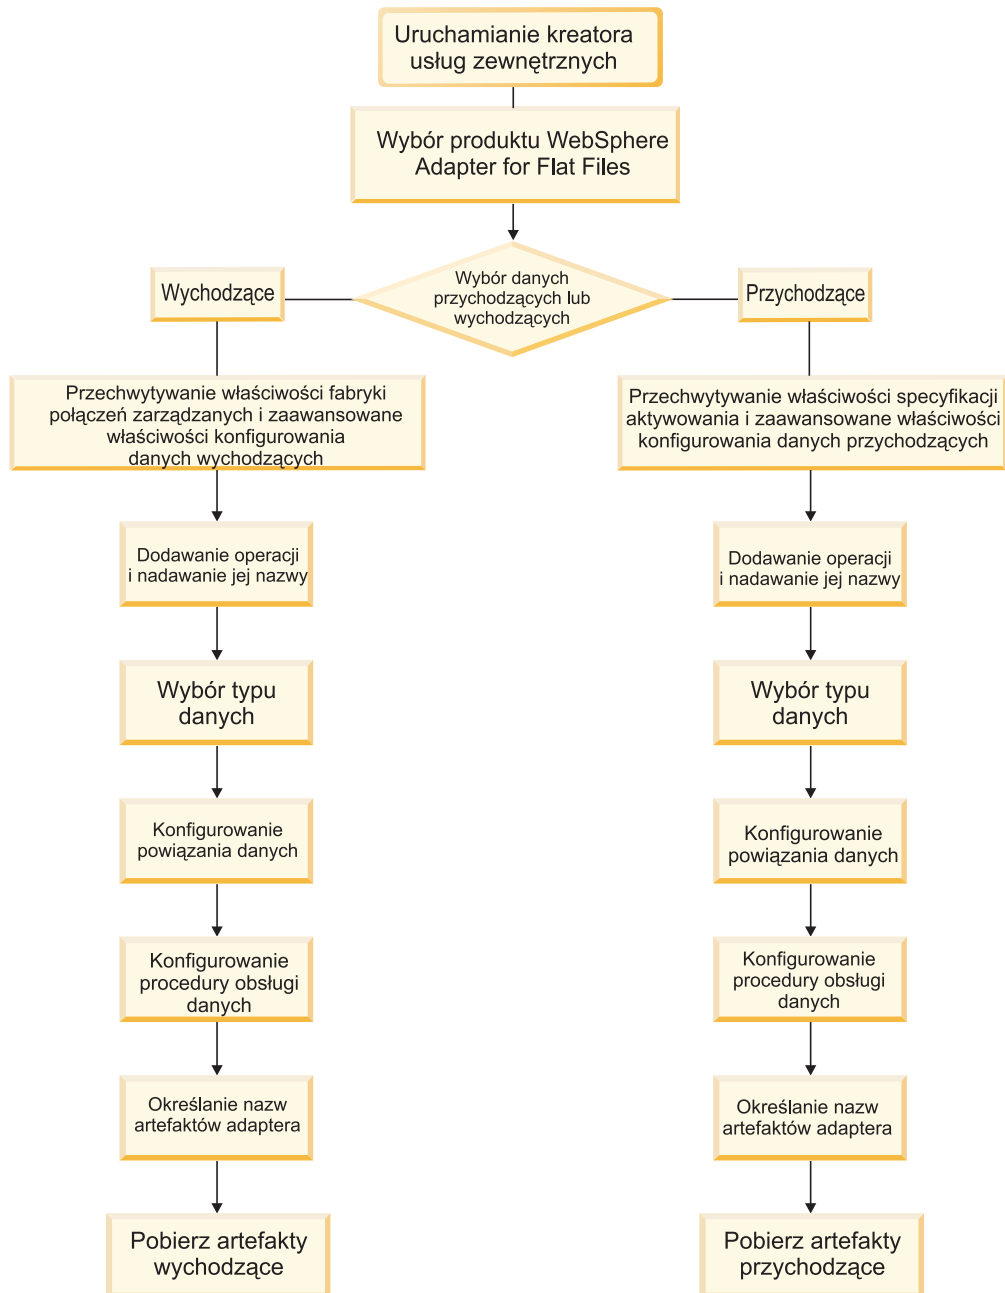 Uruchamianie kreatora
usług zewnętrznych
Wybór produktu WebSphere
Adapter for Flat Files
Wybór danych
przychodzących lub
wychodzących
Wychodzące
Przychodzące
Przechwytywanie właściwości fabryki
połączeń zarządzanych i zaawansowane
właściwości konfigurowania
danych wychodzących
Przechwytywanie właściwości specyfikacji
aktywowania i zaawansowane właściwości
konfigurowania danych przychodzących
Dodawanie operacji
i nadawanie jej nazwy
Dodawanie operacji
i nadawanie jej nazwy
Wybór typu
danych
Wybór typu
danych
Konfigurowanie
powiązania danych
Konfigurowanie
powiązania danych
Konfigurowanie
procedury obsługi
danych
Konfigurowanie
procedury obsługi
danych
Określanie nazw
artefaktów adaptera
Określanie nazw
artefaktów adaptera
Pobierz artefakty
wychodzące
Pobierz artefakty
przychodzące